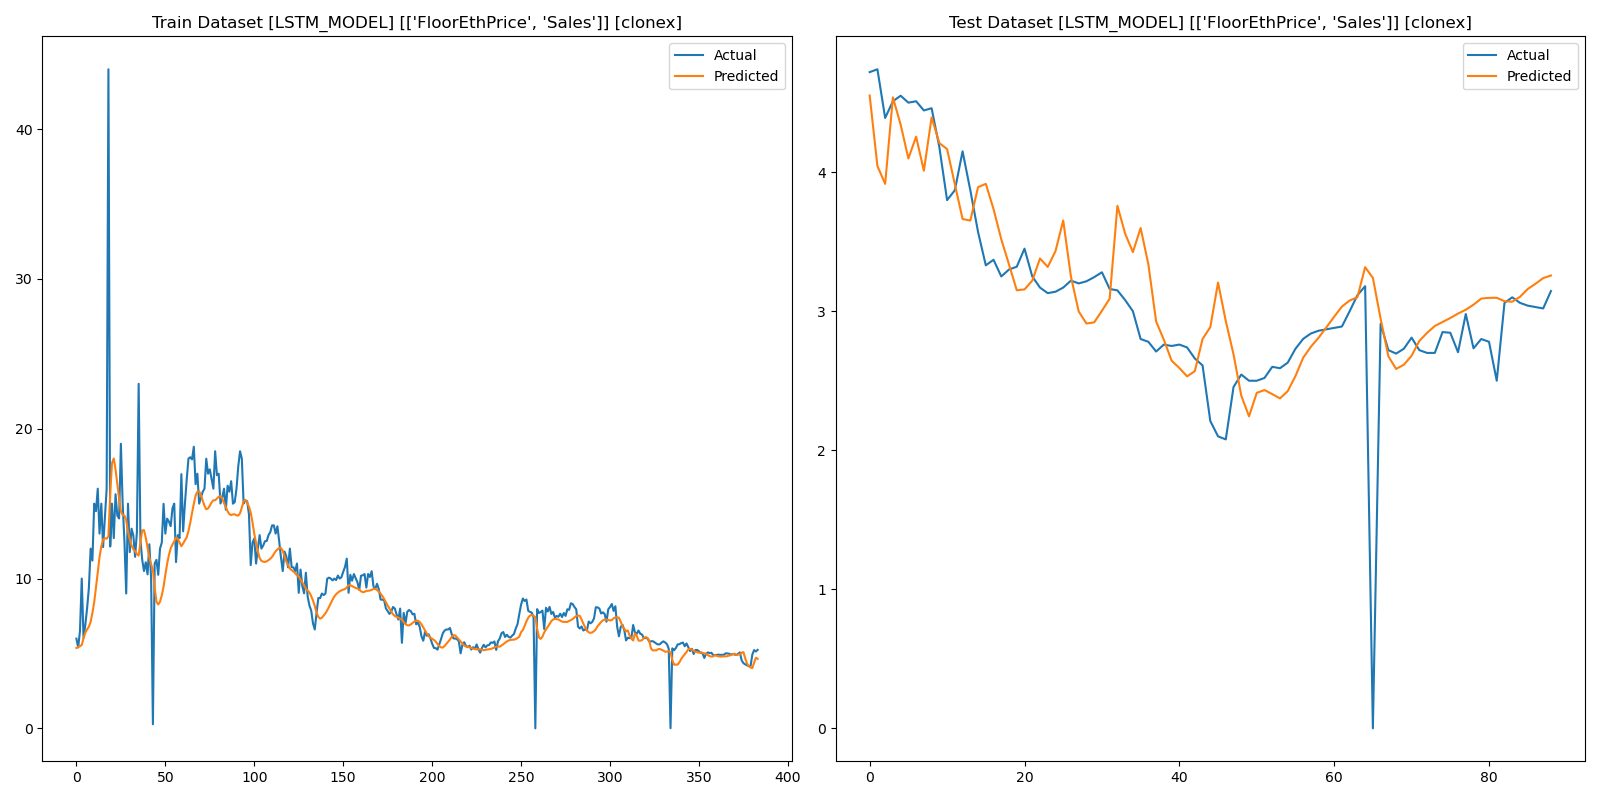 Train Dataset [LSTM_MODEL] [['FloorEthPrice', 'Sales']] [clonex]
Actual
Predicted
40
30
20
10
0
0 50 100 150 200 250 300 350 400
Test Dataset [LSTM_MODEL] [['FloorEthPrice', 'Sales']] [clonex]
Actual
Predicted
4
3
2
1
0
0 20 40 60 80